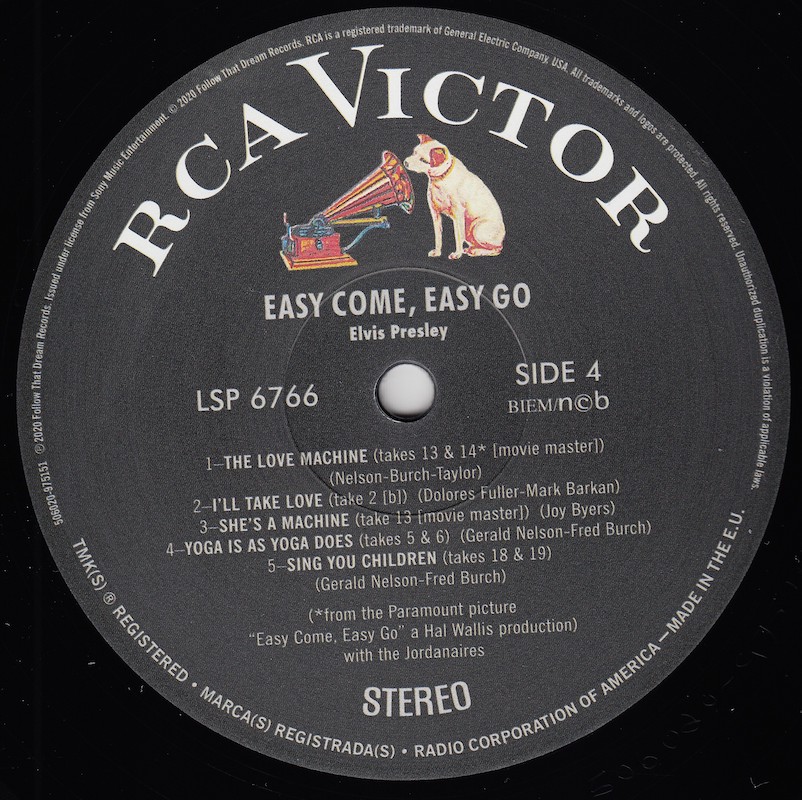 506020-975151 ℗ 2020 Follow That Dream Records. Issued under license from Sony Music Entertainment. © 2020 Follow That Dream Records. RCA is a registered trademark of General Electric Company, USA. All trademarks and logos are protected. All rights reserved. Unauthorized duplication is a violation of applicable laws.
RCA VICTOR
EASY COME, EASY GO
Elvis Presley
LSP 6766
SIDE 4
BIEM/n©b
1–THE LOVE MACHINE (takes 13 & 14* [movie master])
(Nelson-Burch-Taylor)
2–I'LL TAKE LOVE (take 2 [b]) (Dolores Fuller-Mark Barkan)
3–SHE'S A MACHINE (take 13 [movie master]) (Joy Byers)
4–YOGA IS AS YOGA DOES (takes 5 & 6) (Gerald Nelson-Fred Burch)
5–SING YOU CHILDREN (takes 18 & 19)
(Gerald Nelson-Fred Burch)
(*from the Paramount picture
"Easy Come, Easy Go" a Hal Wallis production)
with the Jordanaires
STEREO
TMK(S) ® REGISTERED • MARCA(S) REGISTRADA(S) • RADIO CORPORATION OF AMERICA — MADE IN THE E.U.